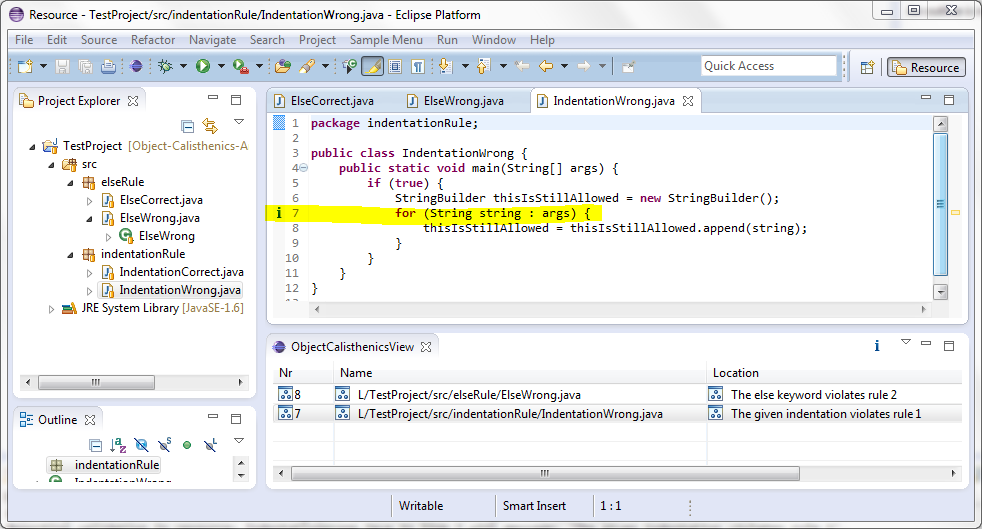 Resource - TestProject/src/indentationRule/IndentationWrong.java - Eclipse Platform
File Edit Source Refactor Navigate Search Project Sample Menu Run Window Help
Quick Access
Resource
Project Explorer
TestProject [Object-Calisthenics-A
src
elseRule
ElseCorrect.java
ElseWrong.java
ElseWrong
indentationRule
IndentationCorrect.java
IndentationWrong.java
JRE System Library [JavaSE-1.6]
Outline
indentationRule
IndentationWrong
ElseCorrect.java ElseWrong.java IndentationWrong.java
1 package indentationRule;
2
3 public class IndentationWrong {
4 public static void main(String[] args) {
5 if (true) {
6 StringBuilder thisIsStillAllowed = new StringBuilder();
7 for (String string : args) {
8 thisIsStillAllowed = thisIsStillAllowed.append(string);
9 }
10 }
11 }
12 }
ObjectCalisthenicsView
Nr Name Location
8 L/TestProject/src/elseRule/ElseWrong.java The else keyword violates rule 2
7 L/TestProject/src/indentationRule/IndentationWrong.java The given indentation violates rule 1
Writable Smart Insert 1 : 1